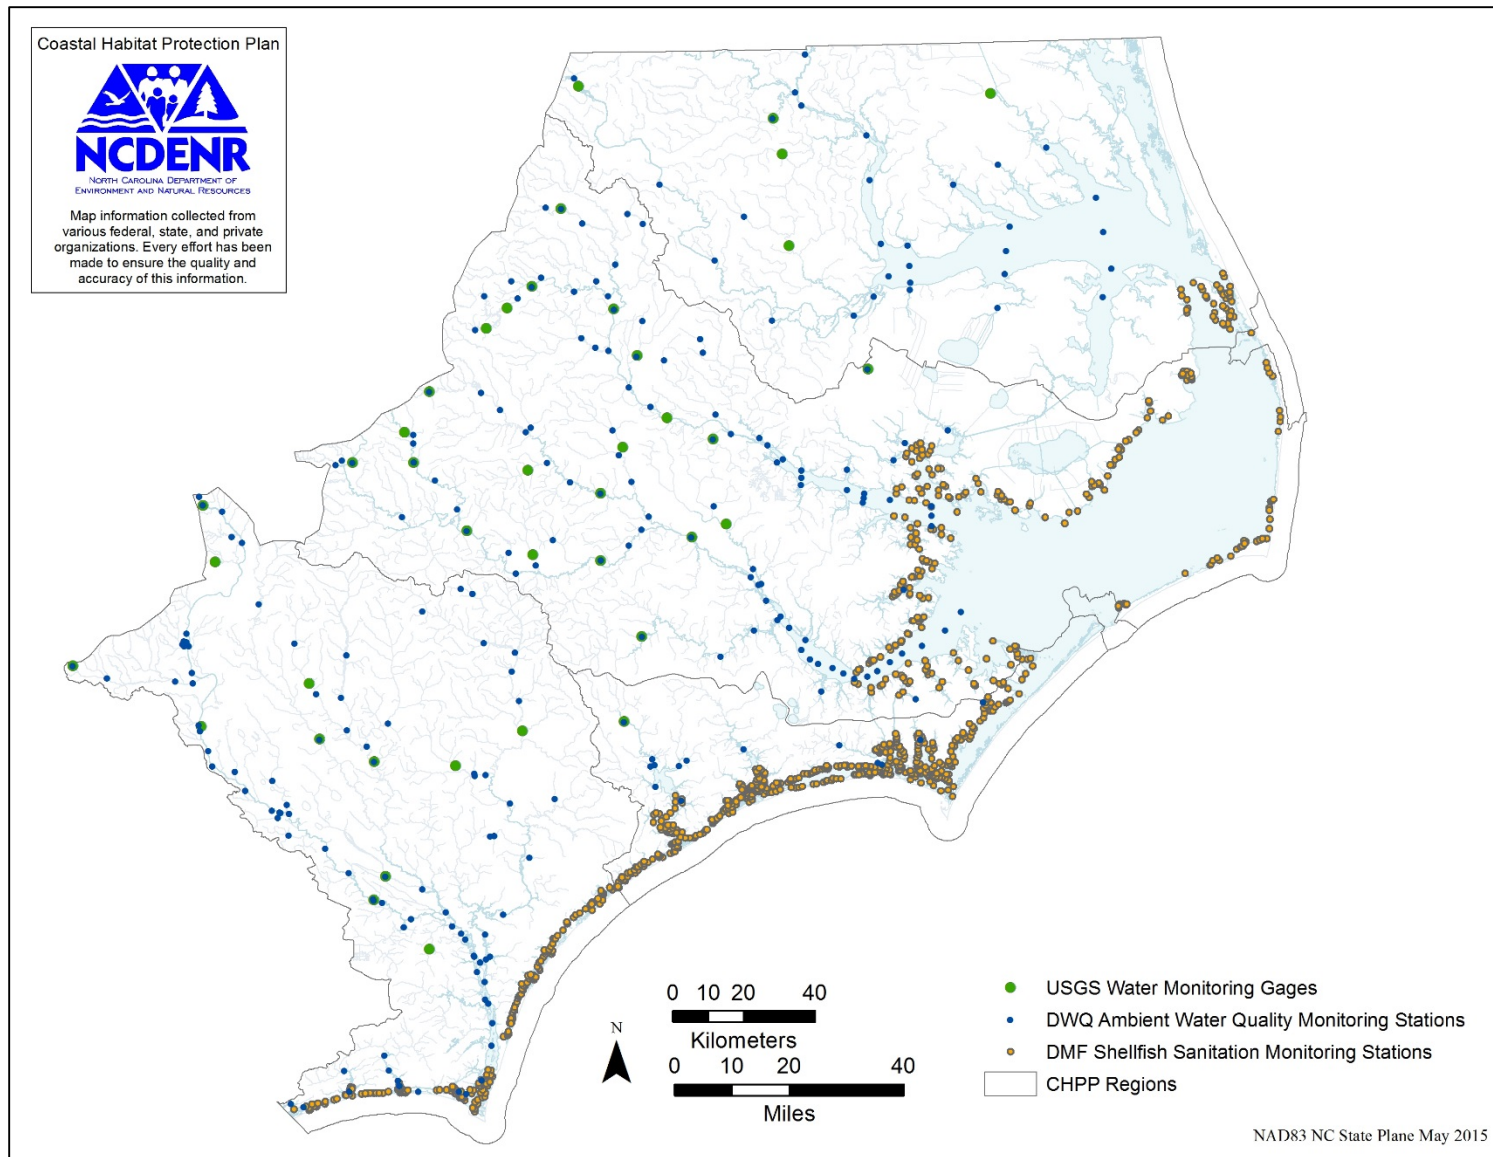 Coastal Habitat Protection Plan
NCDENR
NORTH CAROLINA DEPARTMENT OF
ENVIRONMENT AND NATURAL RESOURCES
Map information collected from
various federal, state, and private
organizations. Every effort has been
made to ensure the quality and
accuracy of this information.
0 10 20 40
Kilometers
0 10 20 40
Miles
N
USGS Water Monitoring Gages
DWQ Ambient Water Quality Monitoring Stations
DMF Shellfish Sanitation Monitoring Stations
CHPP Regions
NAD83 NC State Plane May 2015